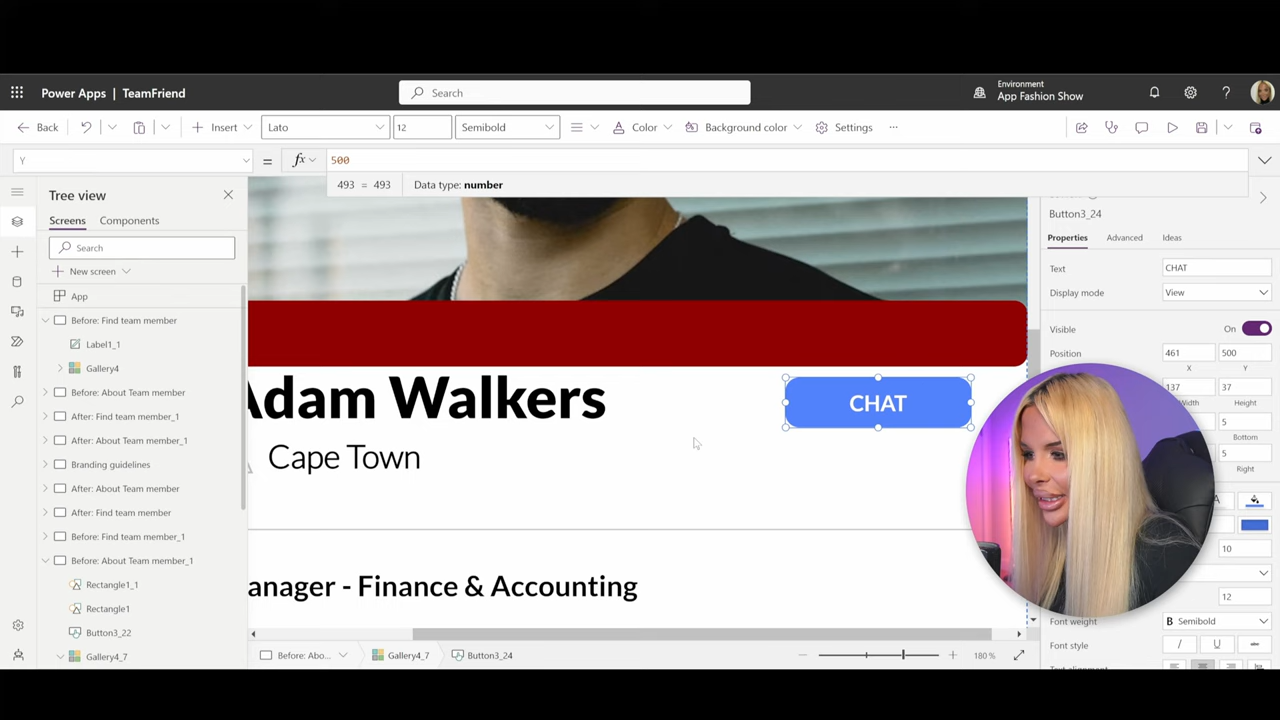 Power Apps | TeamFriend
Search
Environment
App Fashion Show
Back
Insert
Lato
12
Semibold
Color
Background color
Settings
Y
=
fx
500
493 = 493
Data type: number
Tree view
Screens
Components
Search
New screen
App
Before: Find team member
Label1_1
Gallery4
Before: About Team member
After: Find team member_1
After: About Team member_1
Branding guidelines
After: About Team member
After: Find team member
Before: Find team member_1
Before: About Team member_1
Rectangle1_1
Rectangle1
Button3_22
Gallery4_7
Adam Walkers
Cape Town
CHAT
anager - Finance & Accounting
Before: Abo...
Gallery4_7
Button3_24
180 %
Button3_24
Properties
Advanced
Ideas
Text
CHAT
Display mode
View
Visible
On
Position
461
500
X
Y
137
37
Width
Height
5
Bottom
5
Right
10
12
Font weight
B Semibold
Font style